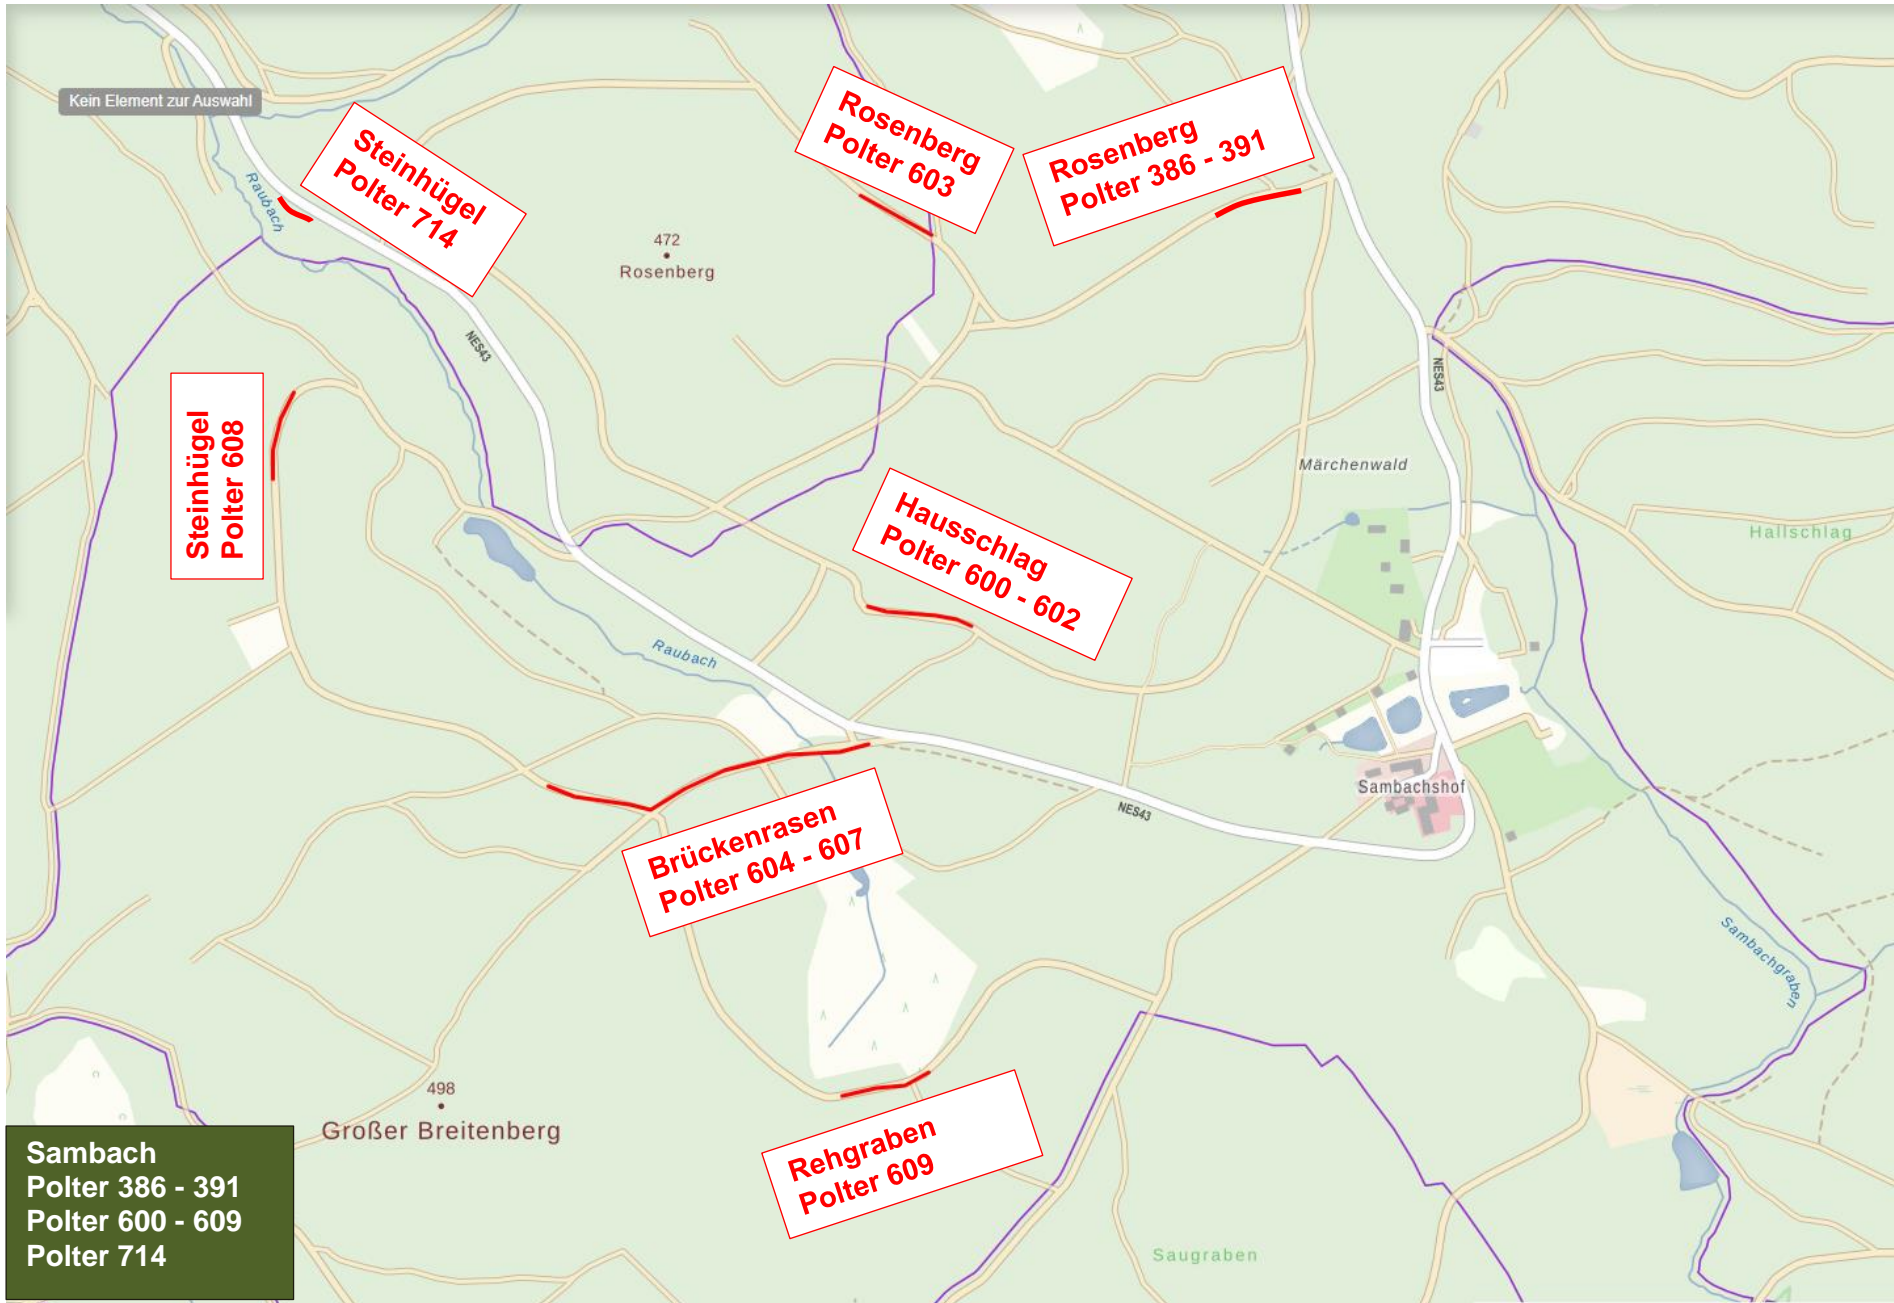 Kein Element zur Auswahl
Steinhügel
Polter 714
Rosenberg
Polter 603
Rosenberg
Polter 386 - 391
Raubach
472
Rosenberg
NES43
NES43
Steinhügel
Polter 608
Märchenwald
Hausschlag
Polter 600 - 602
Hallschlag
Raubach
Sambachshof
NES43
Brückenrasen
Polter 604 - 607
Sambachgraben
498
Großer Breitenberg
Rehgraben
Polter 609
Saugraben
Sambach
Polter 386 - 391
Polter 600 - 609
Polter 714